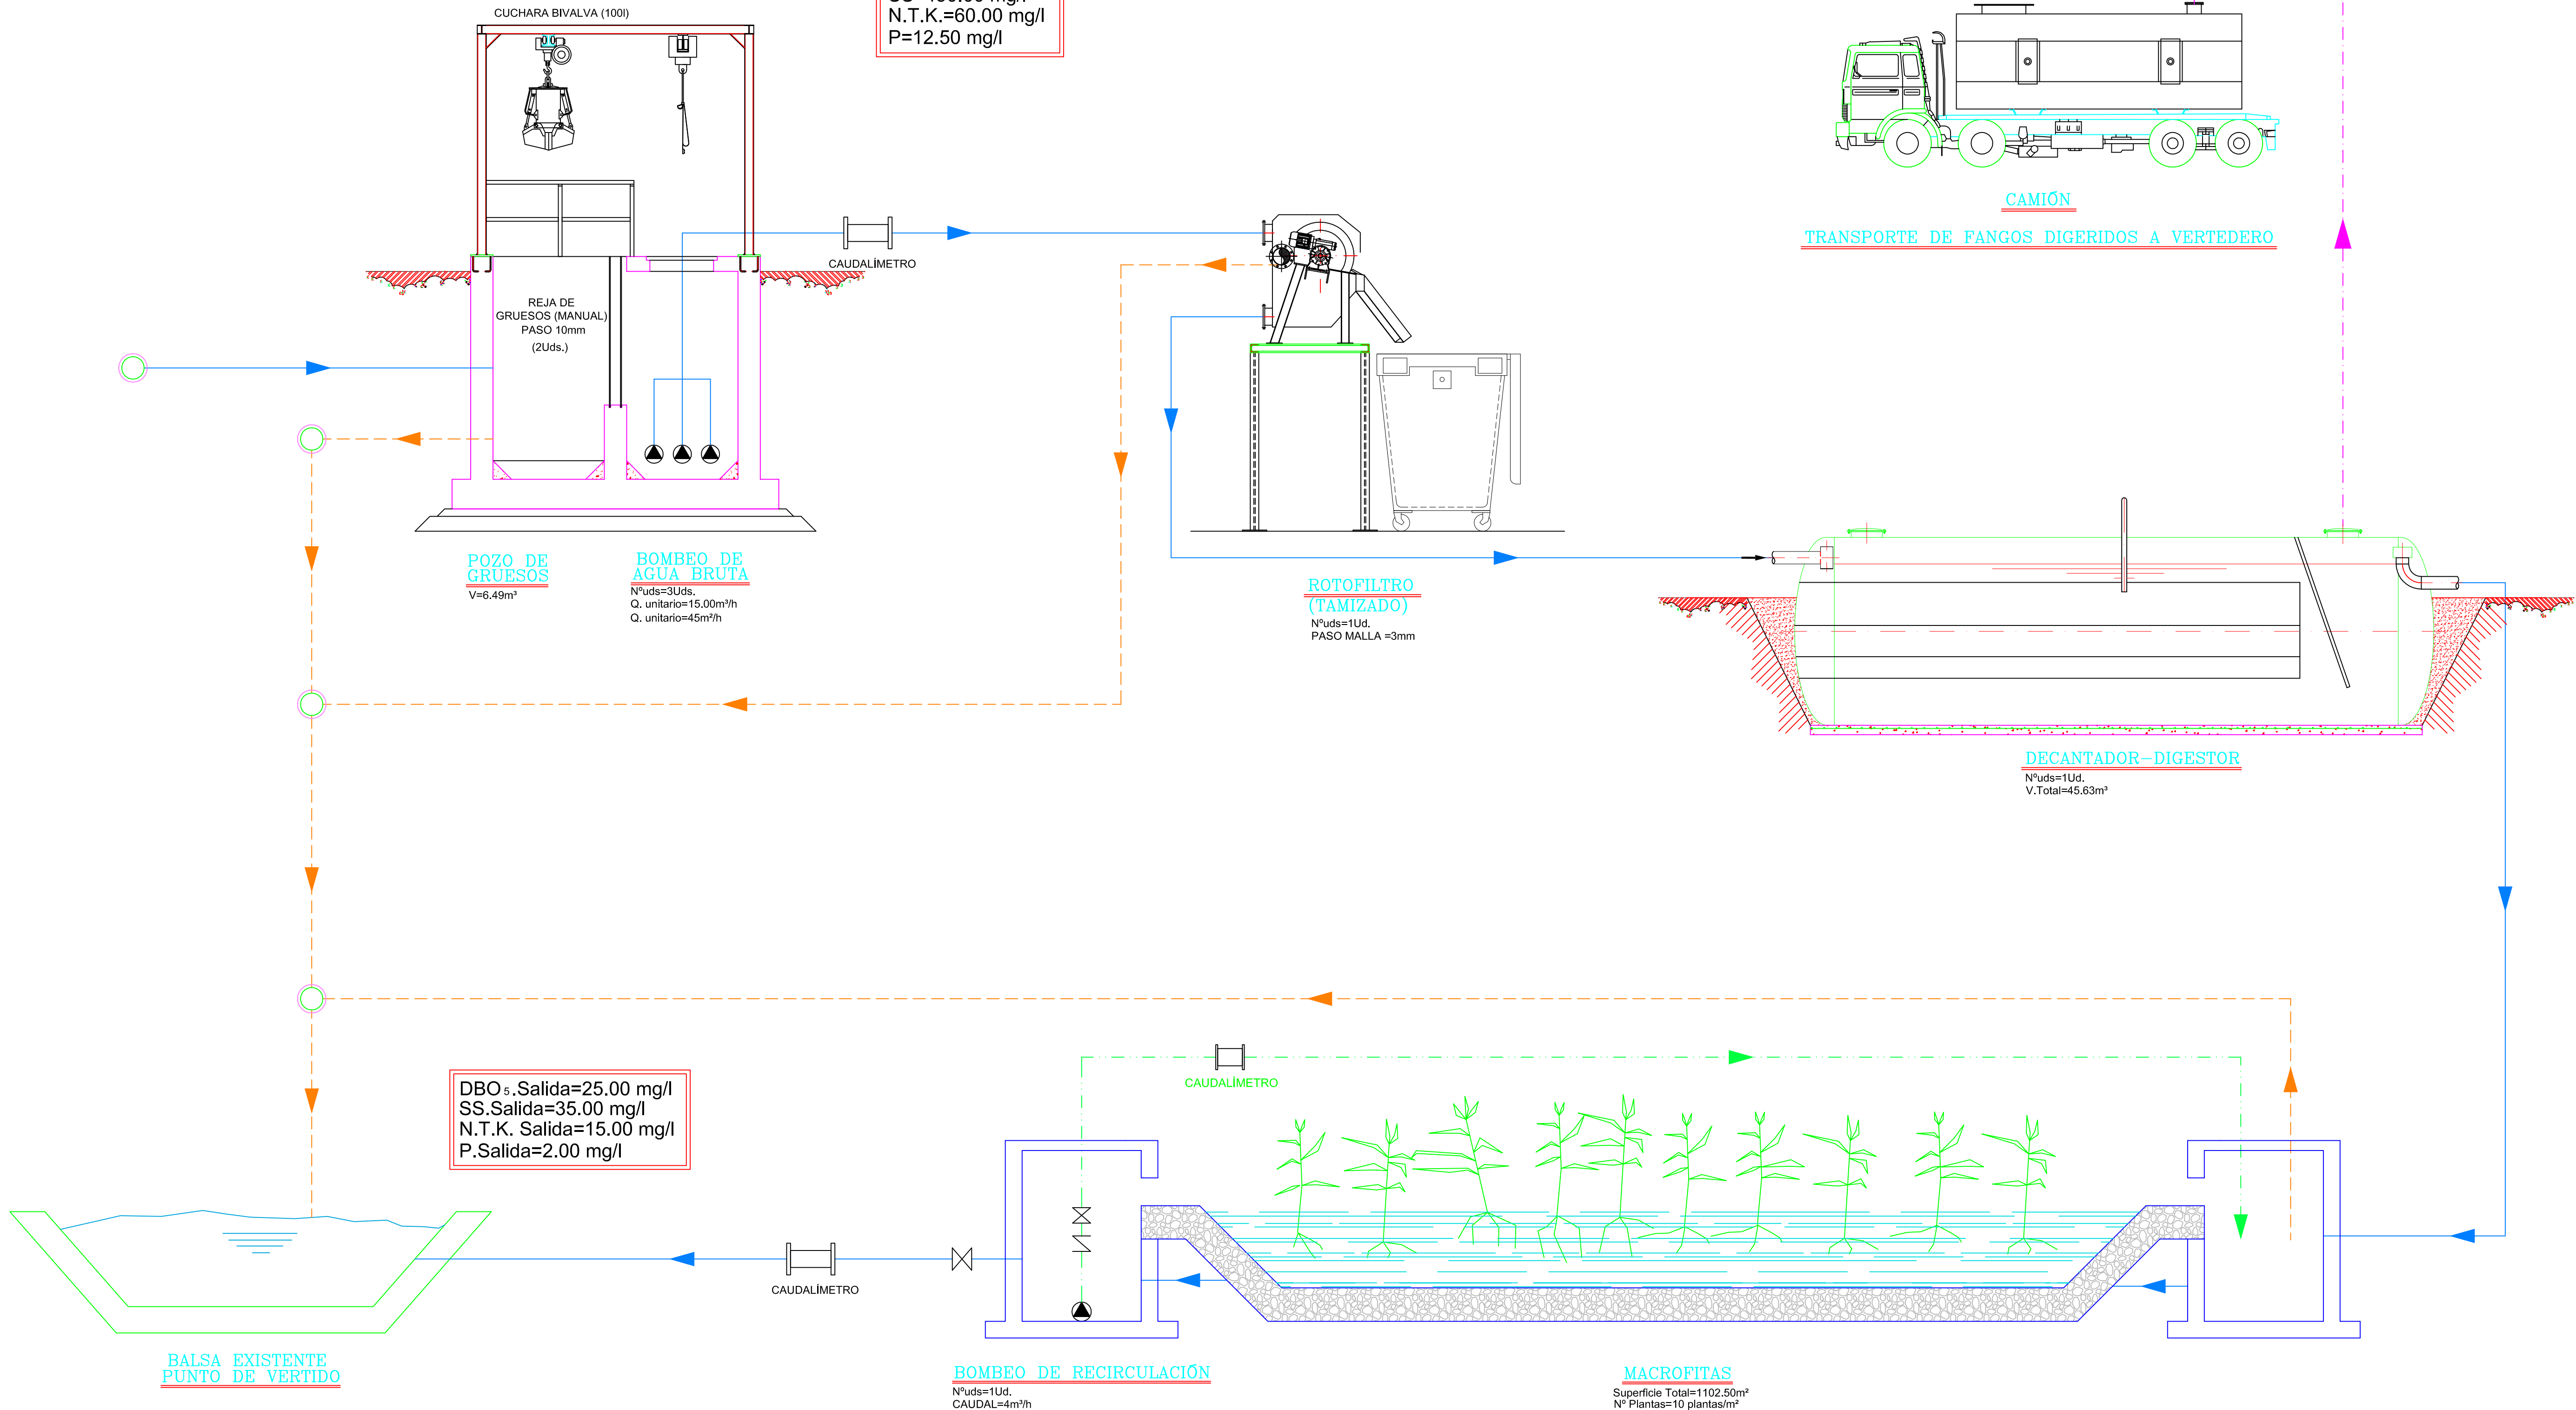 CUCHARA BIVALVA (100l)
N.T.K.=60.00 mg/l
P=12.50 mg/l
CAMIÓN
TRANSPORTE DE FANGOS DIGERIDOS A VERTEDERO
CAUDALÍMETRO
REJA DE
GRUESOS (MANUAL)
PASO 10mm
(2Uds.)
POZO DE
GRUESOS
V=6.49m³
BOMBEO DE
AGUA BRUTA
Nºuds=3Uds.
Q. unitario=15.00m³/h
Q. unitario=45m²/h
ROTOFILTRO
(TAMIZADO)
Nºuds=1Ud.
PASO MALLA =3mm
DECANTADOR-DIGESTOR
Nºuds=1Ud.
V.Total=45.63m³
CAUDALÍMETRO
DBO₅.Salida=25.00 mg/l
SS.Salida=35.00 mg/l
N.T.K. Salida=15.00 mg/l
P.Salida=2.00 mg/l
CAUDALÍMETRO
BALSA EXISTENTE
PUNTO DE VERTIDO
BOMBEO DE RECIRCULACIÓN
Nºuds=1Ud.
CAUDAL=4m³/h
MACROFITAS
Superficie Total=1102.50m²
Nº Plantas=10 plantas/m²